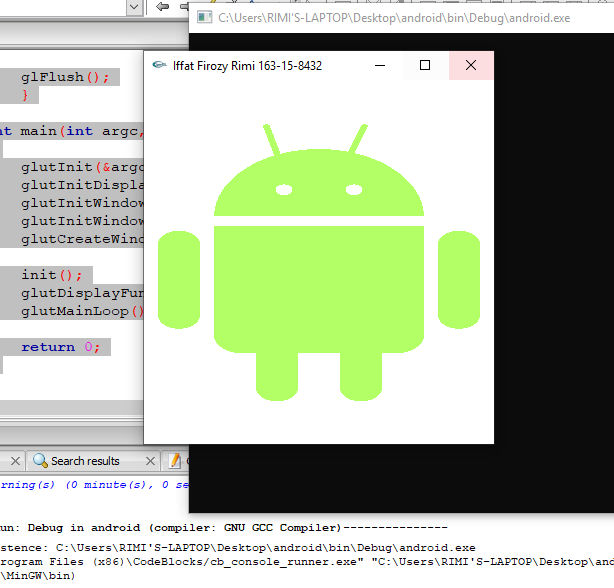 C:\Users\RIMI'S-LAPTOP\Desktop\android\bin\Debug\android.exe
Iffat Firozy Rimi 163-15-8432
glFlush();
}
nt main(int argc,
glutInit(&argc
glutInitDispla
glutInitWindow
glutInitWindow
glutCreateWind
init();
glutDisplayFun
glutMainLoop()
return 0;
Search results
rning(s) (0 minute(s), 0 se
un: Debug in android (compiler: GNU GCC Compiler)---------------
stence: C:\Users\RIMI'S-LAPTOP\Desktop\android\bin\Debug\android.exe
rogram Files (x86)\CodeBlocks/cb_console_runner.exe" "C:\Users\RIMI'S-LAPTOP\Desktop\andr
\MinGW\bin)